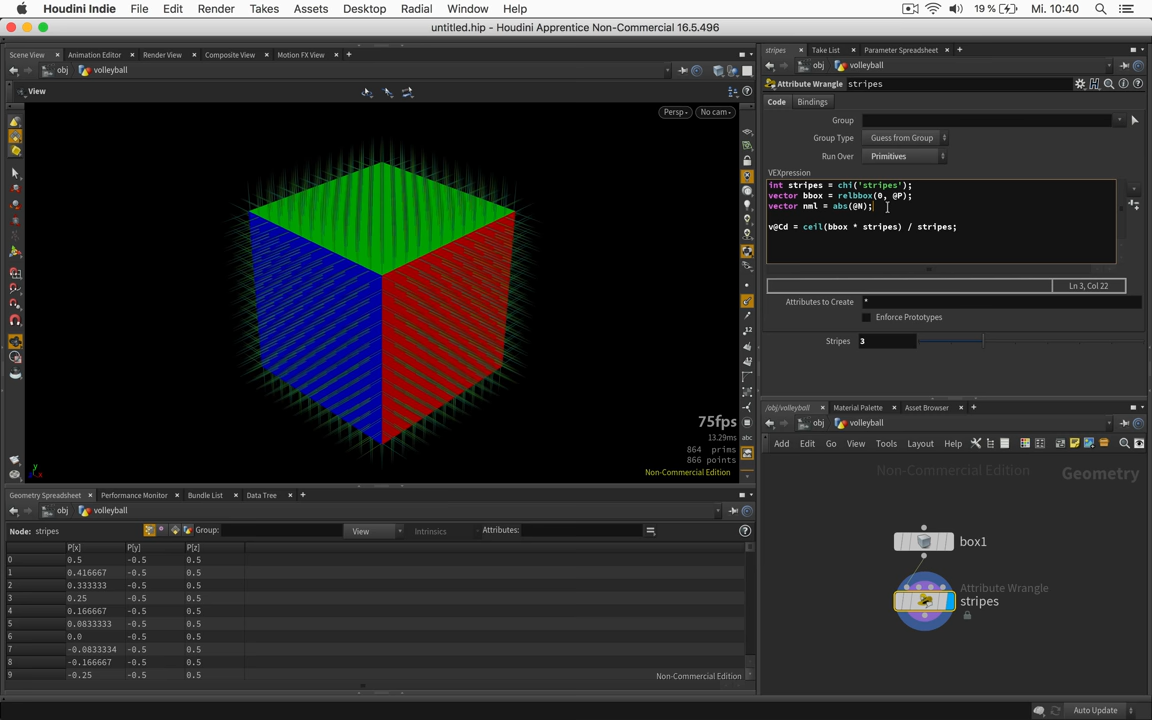 Houdini Indie File Edit Render Takes Assets Desktop Radial Window Help 19 % Mi. 10:40
untitled.hip - Houdini Apprentice Non-Commercial 16.5.496
Scene View Animation Editor Render View Composite View Motion FX View
obj volleyball
View
Persp No cam
75fps
13.29ms
864 prims
866 points
Non-Commercial Edition
y
Geometry Spreadsheet Performance Monitor Bundle List Data Tree
obj volleyball
Node: stripes Group: View Intrinsics Attributes:
P[x] P[y] P[z]
0 0.5 -0.5 0.5
1 0.416667 -0.5 0.5
2 0.333333 -0.5 0.5
3 0.25 -0.5 0.5
4 0.166667 -0.5 0.5
5 0.0833333 -0.5 0.5
6 0.0 -0.5 0.5
7 -0.0833334 -0.5 0.5
8 -0.166667 -0.5 0.5
9 -0.25 -0.5 0.5
Non-Commercial Edition
stripes Take List Parameter Spreadsheet
obj volleyball
Attribute Wrangle stripes
Code Bindings
Group
Group Type Guess from Group
Run Over Primitives
VEXpression
int stripes = chi('stripes');
vector bbox = relbbox(0, @P);
vector nml = abs(@N);
v@Cd = ceil(bbox * stripes) / stripes;
Ln 3, Col 22
Attributes to Create *
Enforce Prototypes
Stripes 3
/obj/volleyball Material Palette Asset Browser
obj volleyball
Add Edit Go View Tools Layout Help
Non-Commercial Edition Geometry
box1
Attribute Wrangle
stripes
Auto Update